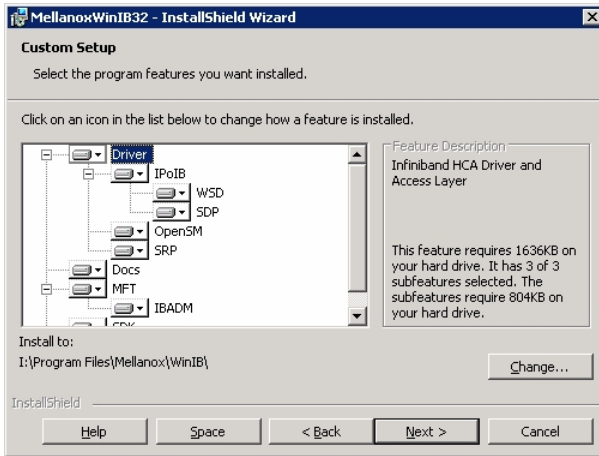 MellanoxWinIB32 - InstallShield Wizard
Custom Setup
Select the program features you want installed.
Click on an icon in the list below to change how a feature is installed.
Driver
IPoIB
WSD
SDP
OpenSM
SRP
Docs
MFT
IBADM
SDK
Feature Description
Infiniband HCA Driver and
Access Layer
This feature requires 1636KB on
your hard drive. It has 3 of 3
subfeatures selected. The
subfeatures require 804KB on
your hard drive.
Install to:
I:\Program Files\Mellanox\WinIB\
Change...
InstallShield
Help
Space
< Back
Next >
Cancel